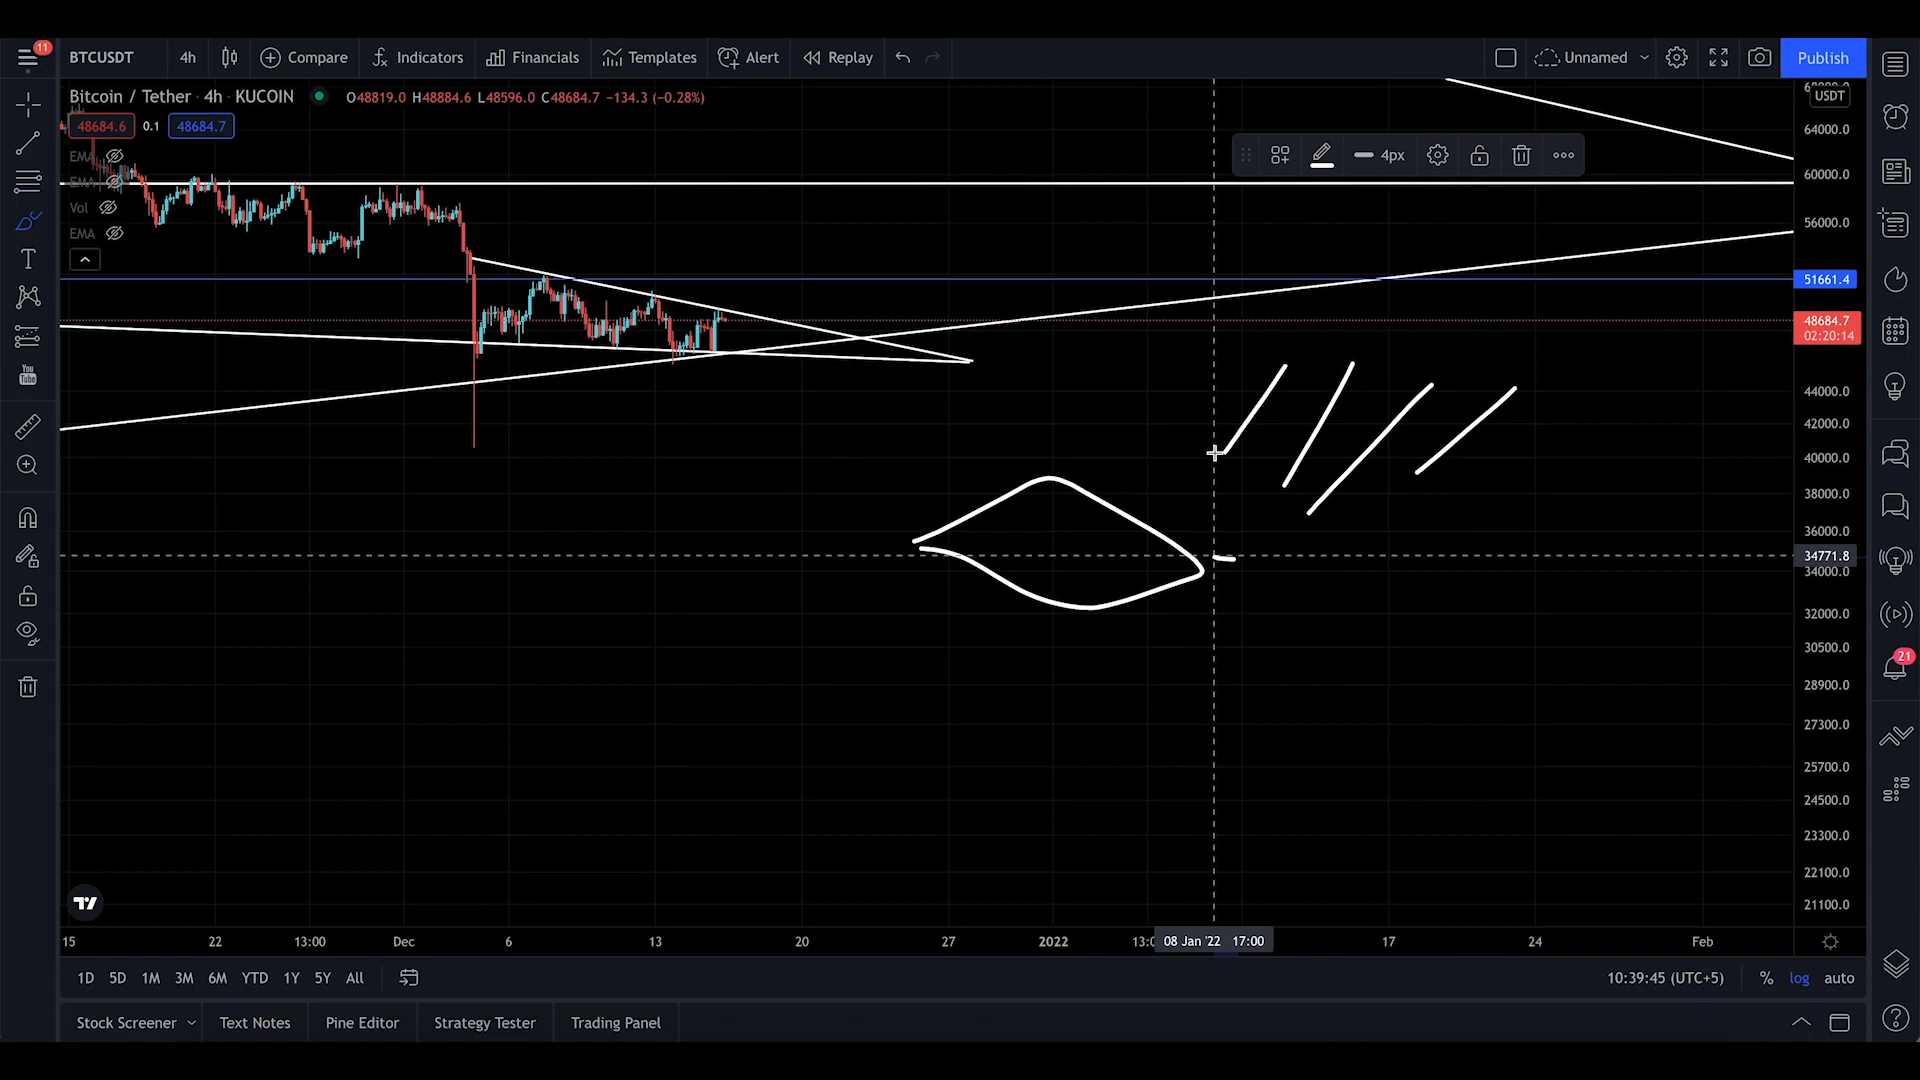 11
BTCUSDT 4h Compare Indicators Financials Templates Alert Replay Unnamed Publish
Bitcoin / Tether · 4h · KUCOIN O48819.0 H48884.6 L48596.0 C48684.7 −134.3 (−0.28%)
USDT
48684.6 0.1 48684.7
4px
EMA
EMA
Vol
EMA
64000.0
60000.0
56000.0
51661.4
48684.7
02:20:14
44000.0
42000.0
40000.0
38000.0
36000.0
34771.8
34000.0
32000.0
30500.0
28900.0
27300.0
25700.0
24500.0
23300.0
22100.0
21100.0
You
Tube
21
15 22 13:00 Dec 6 13 20 27 2022 08 Jan '22 17:00 17 24 Feb
1D 5D 1M 3M 6M YTD 1Y 5Y All 10:39:45 (UTC+5) % log auto
Stock Screener Text Notes Pine Editor Strategy Tester Trading Panel